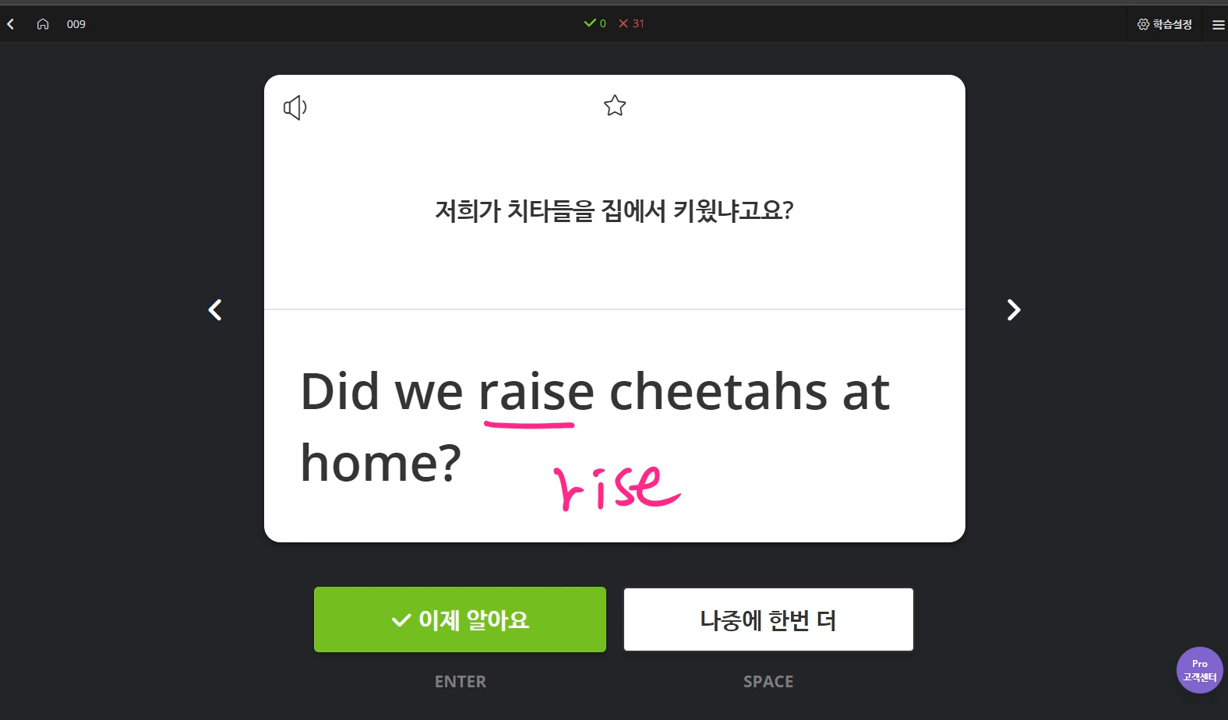 009
0
31
학습설정
저희가 치타들을 집에서 키웠냐고요?
Did we raise cheetahs at
home?
rise
이제 알아요
나중에 한번 더
ENTER
SPACE
Pro
고객센터